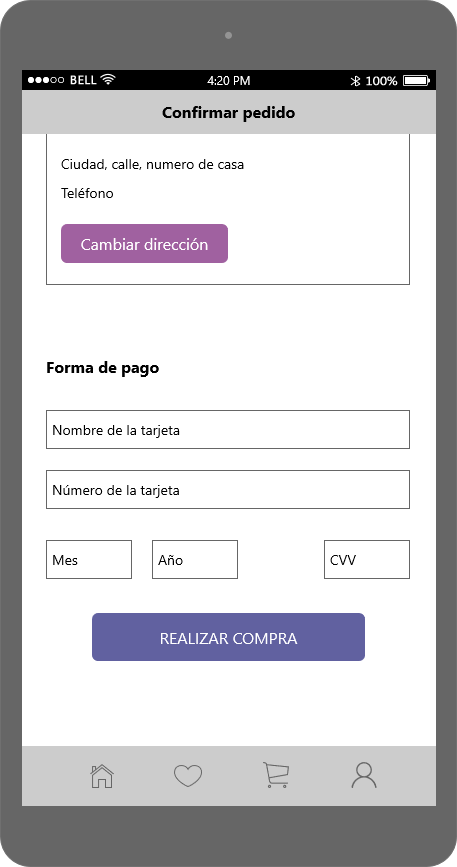 BELL 4:20 PM 100%
Confirmar pedido
Ciudad, calle, numero de casa
Teléfono
Cambiar dirección
Forma de pago
Nombre de la tarjeta
Número de la tarjeta
Mes Año CVV
REALIZAR COMPRA